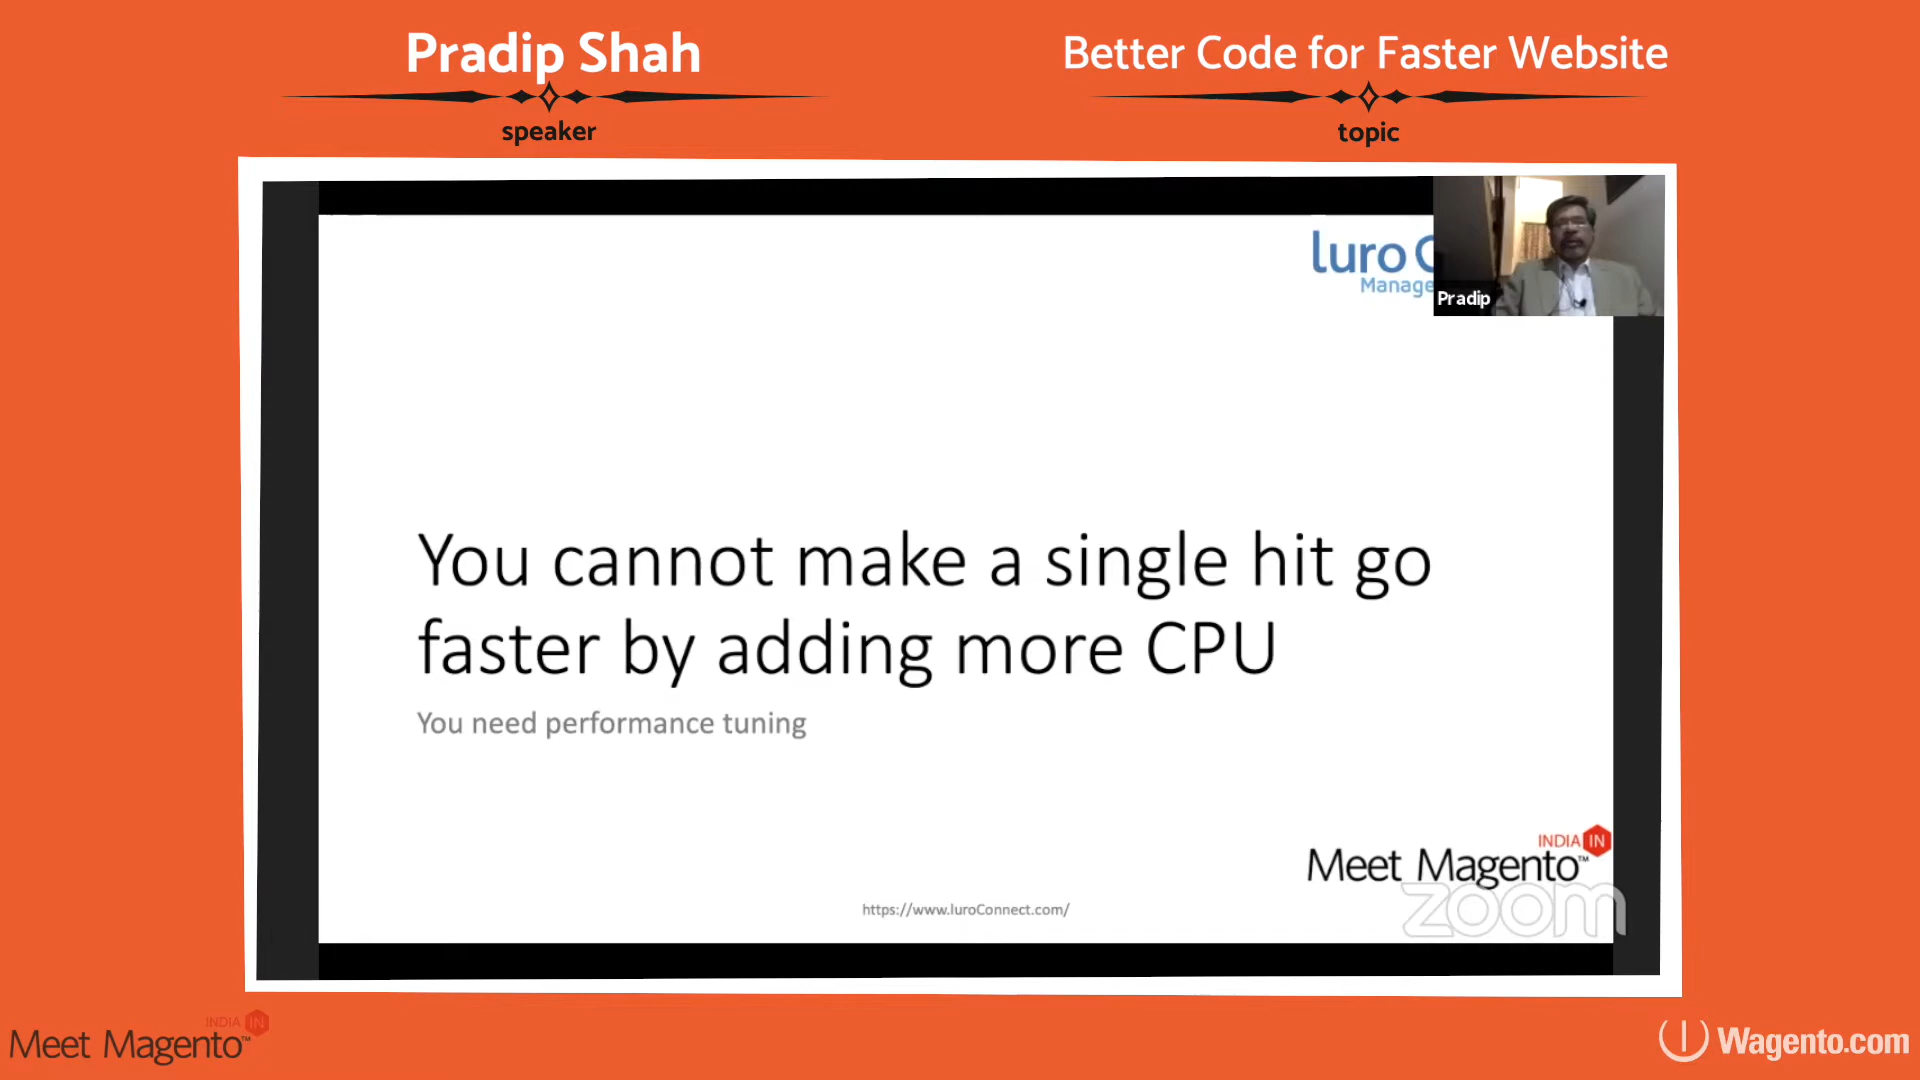 Pradip Shah
speaker
Better Code for Faster Website
topic
luro
Manage
Pradip
You cannot make a single hit go
faster by adding more CPU
You need performance tuning
INDIA IN
Meet Magento™
zoom
https://www.luroConnect.com/
INDIA IN
Meet Magento™
Wagento.com